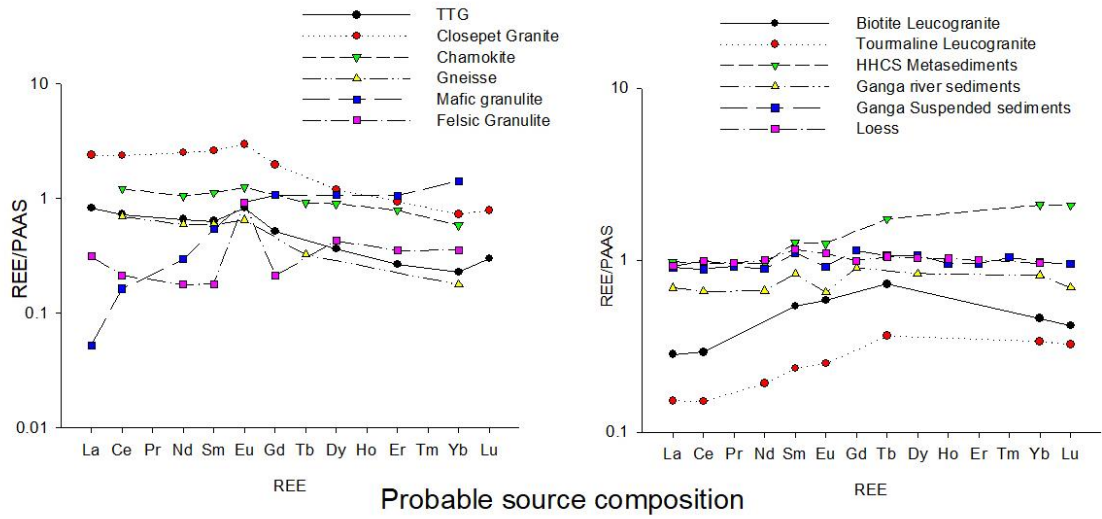 TTG
Closepet Granite
Charnokite
Gneisse
Mafic granulite
Felsic Granulite
10
1
0.1
0.01
REE/PAAS
La Ce Pr Nd Sm Eu Gd Tb Dy Ho Er Tm Yb Lu
REE
Biotite Leucogranite
Tourmaline Leucogranite
HHCS Metasediments
Ganga river sediments
Ganga Suspended sediments
Loess
10
1
0.1
REE/PAAS
La Ce Pr Nd Sm Eu Gd Tb Dy Ho Er Tm Yb Lu
REE
Probable source composition